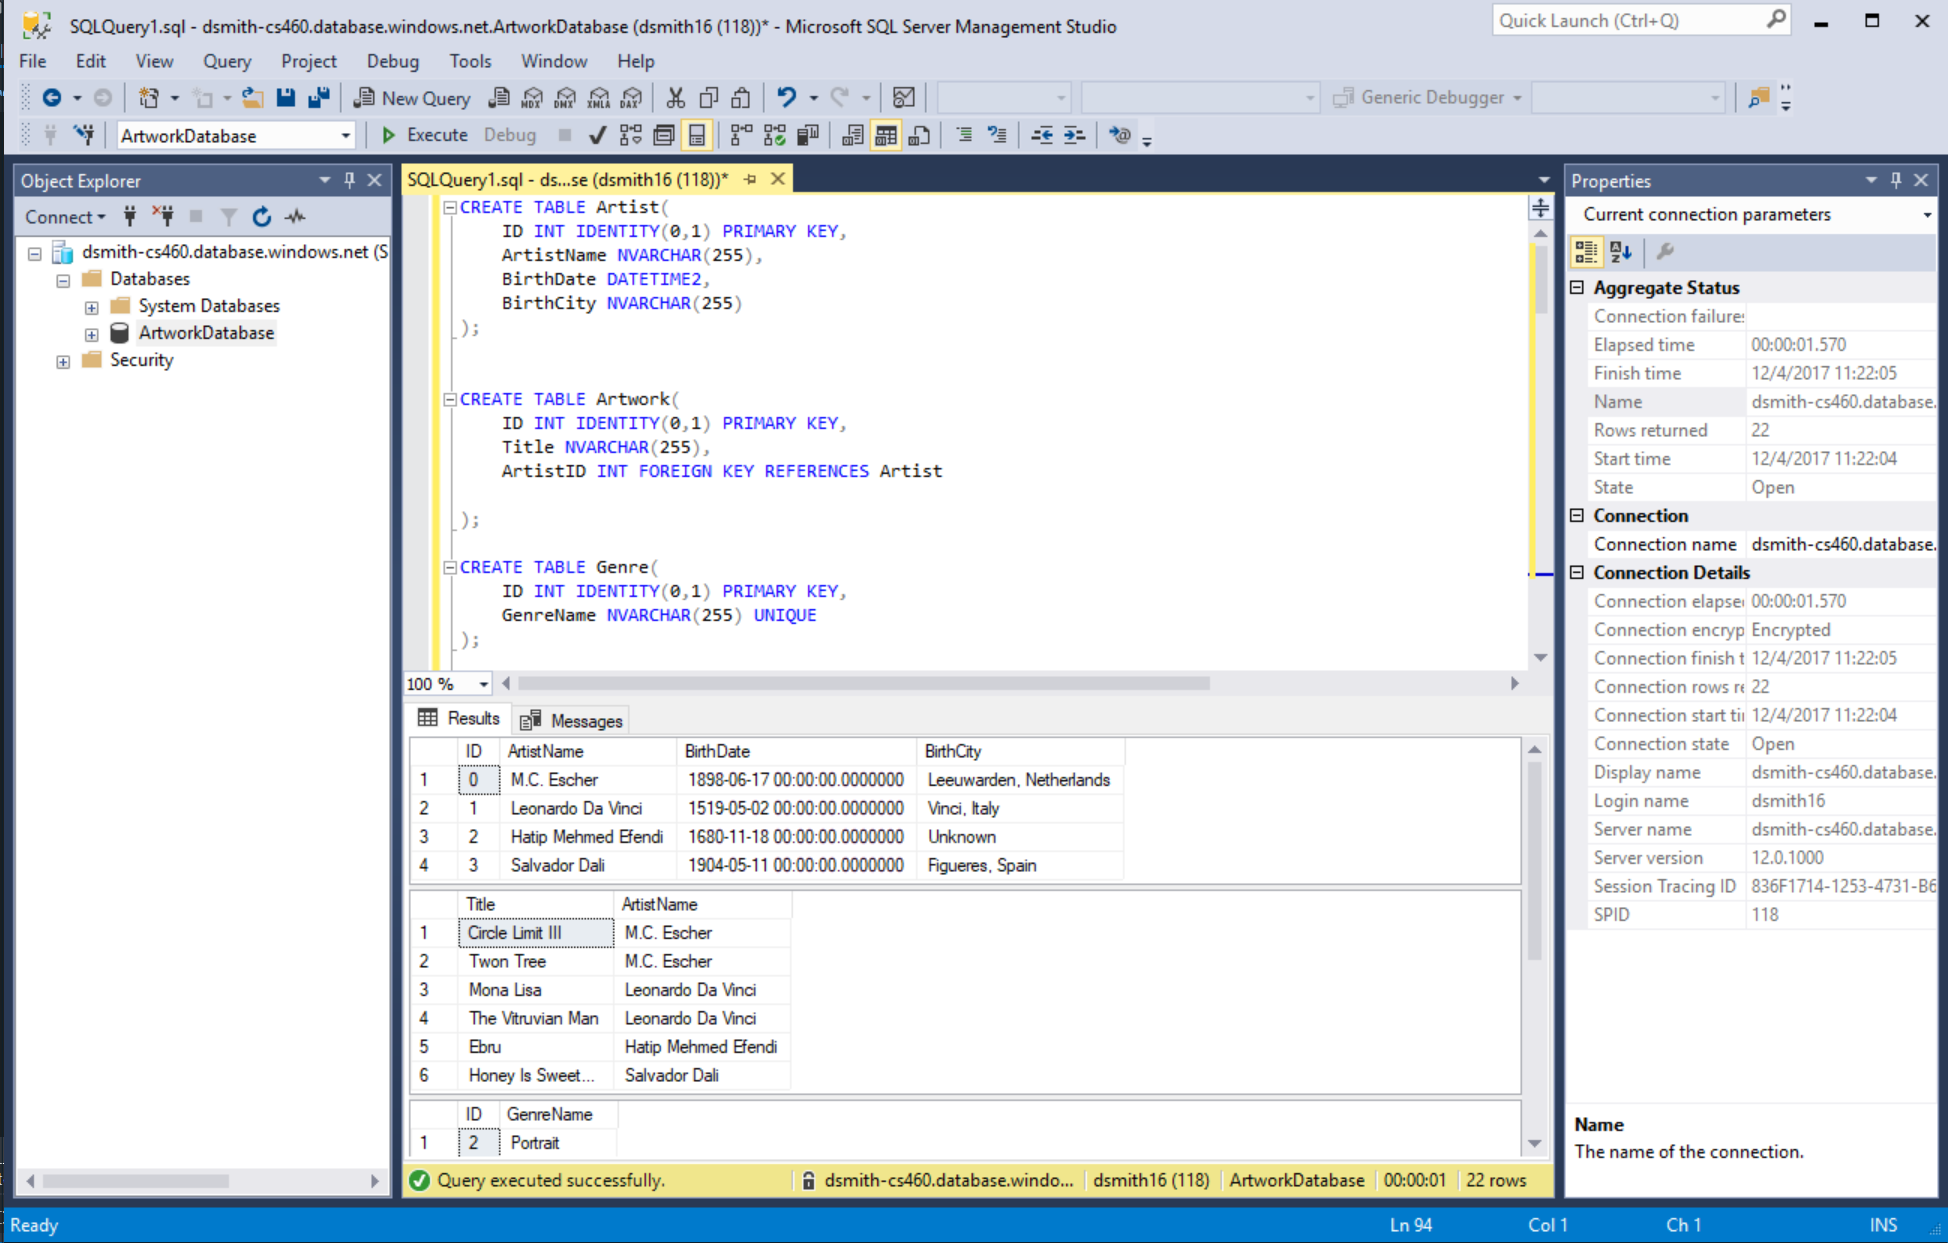 SQLQuery1.sql - dsmith-cs460.database.windows.net.ArtworkDatabase (dsmith16 (118))* - Microsoft SQL Server Management Studio
Quick Launch (Ctrl+Q)
File Edit View Query Project Debug Tools Window Help
New Query MDX DMX XMLA DAX Generic Debugger
ArtworkDatabase Execute Debug
Object Explorer
Connect
dsmith-cs460.database.windows.net (S
Databases
System Databases
ArtworkDatabase
Security
SQLQuery1.sql - ds...se (dsmith16 (118))*
CREATE TABLE Artist(
ID INT IDENTITY(0,1) PRIMARY KEY,
ArtistName NVARCHAR(255),
BirthDate DATETIME2,
BirthCity NVARCHAR(255)
);
CREATE TABLE Artwork(
ID INT IDENTITY(0,1) PRIMARY KEY,
Title NVARCHAR(255),
ArtistID INT FOREIGN KEY REFERENCES Artist
);
CREATE TABLE Genre(
ID INT IDENTITY(0,1) PRIMARY KEY,
GenreName NVARCHAR(255) UNIQUE
);
100 %
Results Messages
ID ArtistName BirthDate BirthCity
1 0 M.C. Escher 1898-06-17 00:00:00.0000000 Leeuwarden, Netherlands
2 1 Leonardo Da Vinci 1519-05-02 00:00:00.0000000 Vinci, Italy
3 2 Hatip Mehmed Efendi 1680-11-18 00:00:00.0000000 Unknown
4 3 Salvador Dali 1904-05-11 00:00:00.0000000 Figueres, Spain
Title ArtistName
1 Circle Limit III M.C. Escher
2 Twon Tree M.C. Escher
3 Mona Lisa Leonardo Da Vinci
4 The Vitruvian Man Leonardo Da Vinci
5 Ebru Hatip Mehmed Efendi
6 Honey Is Sweet... Salvador Dali
ID GenreName
1 2 Portrait
Query executed successfully. dsmith-cs460.database.windo... dsmith16 (118) ArtworkDatabase 00:00:01 22 rows
Properties
Current connection parameters
Aggregate Status
Connection failures
Elapsed time 00:00:01.570
Finish time 12/4/2017 11:22:05
Name dsmith-cs460.database.
Rows returned 22
Start time 12/4/2017 11:22:04
State Open
Connection
Connection name dsmith-cs460.database.
Connection Details
Connection elapse 00:00:01.570
Connection encryp Encrypted
Connection finish t 12/4/2017 11:22:05
Connection rows re 22
Connection start ti 12/4/2017 11:22:04
Connection state Open
Display name dsmith-cs460.database.
Login name dsmith16
Server name dsmith-cs460.database.
Server version 12.0.1000
Session Tracing ID 836F1714-1253-4731-B6
SPID 118
Name
The name of the connection.
Ready Ln 94 Col 1 Ch 1 INS